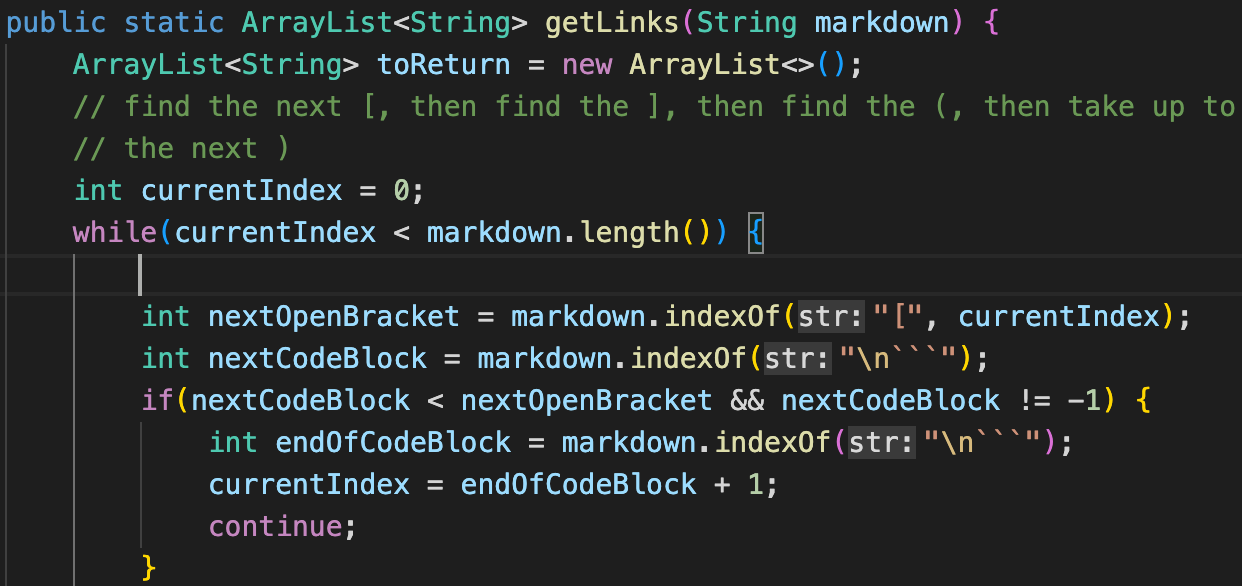 public static ArrayList<String> getLinks(String markdown) {
    ArrayList<String> toReturn = new ArrayList<>();
    // find the next [, then find the ], then find the (, then take up to
    // the next )
    int currentIndex = 0;
    while(currentIndex < markdown.length()) {
        int nextOpenBracket = markdown.indexOf(str: "[", currentIndex);
        int nextCodeBlock = markdown.indexOf(str: "\n```");
        if(nextCodeBlock < nextOpenBracket && nextCodeBlock != -1) {
            int endOfCodeBlock = markdown.indexOf(str: "\n```");
            currentIndex = endOfCodeBlock + 1;
            continue;
        }